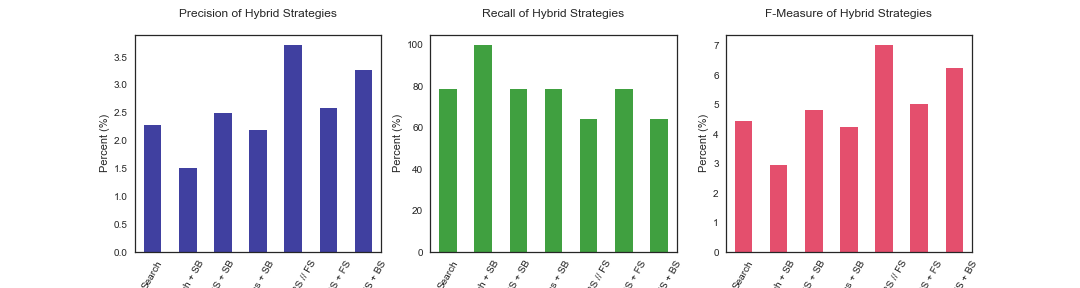 Precision of Hybrid Strategies
Percent (%)
3.5
3.0
2.5
2.0
1.5
1.0
0.5
0.0
Search
+ SB
+ SB
+ SB
// FS
+ FS
+ BS
Recall of Hybrid Strategies
Percent (%)
100
80
60
40
20
0
Search
+ SB
+ SB
+ SB
// FS
+ FS
+ BS
F-Measure of Hybrid Strategies
Percent (%)
7
6
5
4
3
2
1
0
Search
+ SB
+ SB
+ SB
// FS
+ FS
+ BS